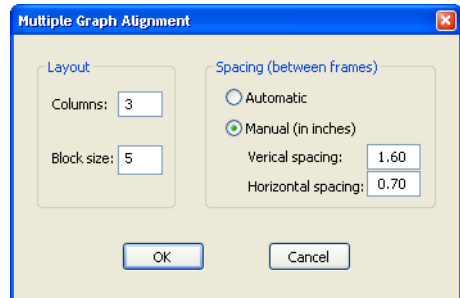 Multiple Graph Alignment
Layout
Columns: 3
Block size: 5
Spacing (between frames)
Automatic
Manual (in inches)
Verical spacing: 1.60
Horizontal spacing: 0.70
OK
Cancel